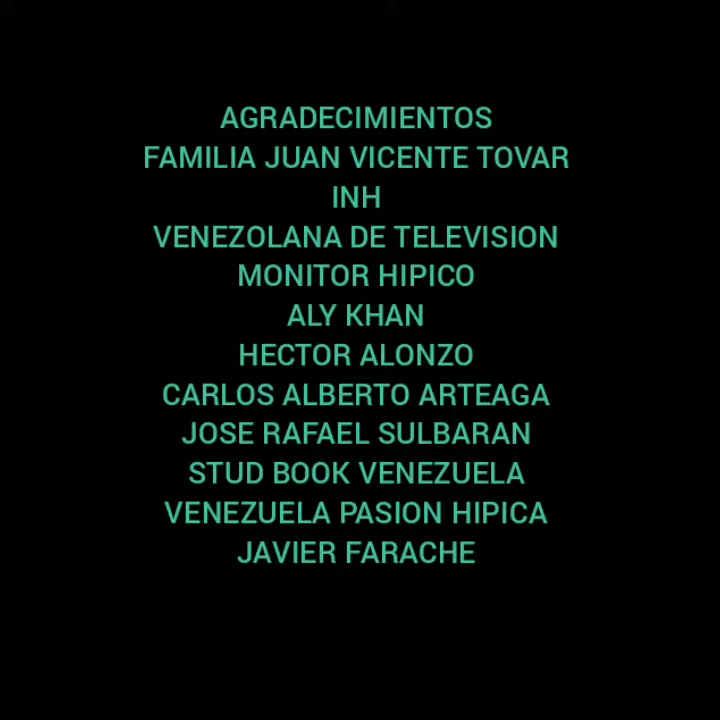 AGRADECIMIENTOS
FAMILIA JUAN VICENTE TOVAR
INH
VENEZOLANA DE TELEVISION
MONITOR HIPICO
ALY KHAN
HECTOR ALONZO
CARLOS ALBERTO ARTEAGA
JOSE RAFAEL SULBARAN
STUD BOOK VENEZUELA
VENEZUELA PASION HIPICA
JAVIER FARACHE